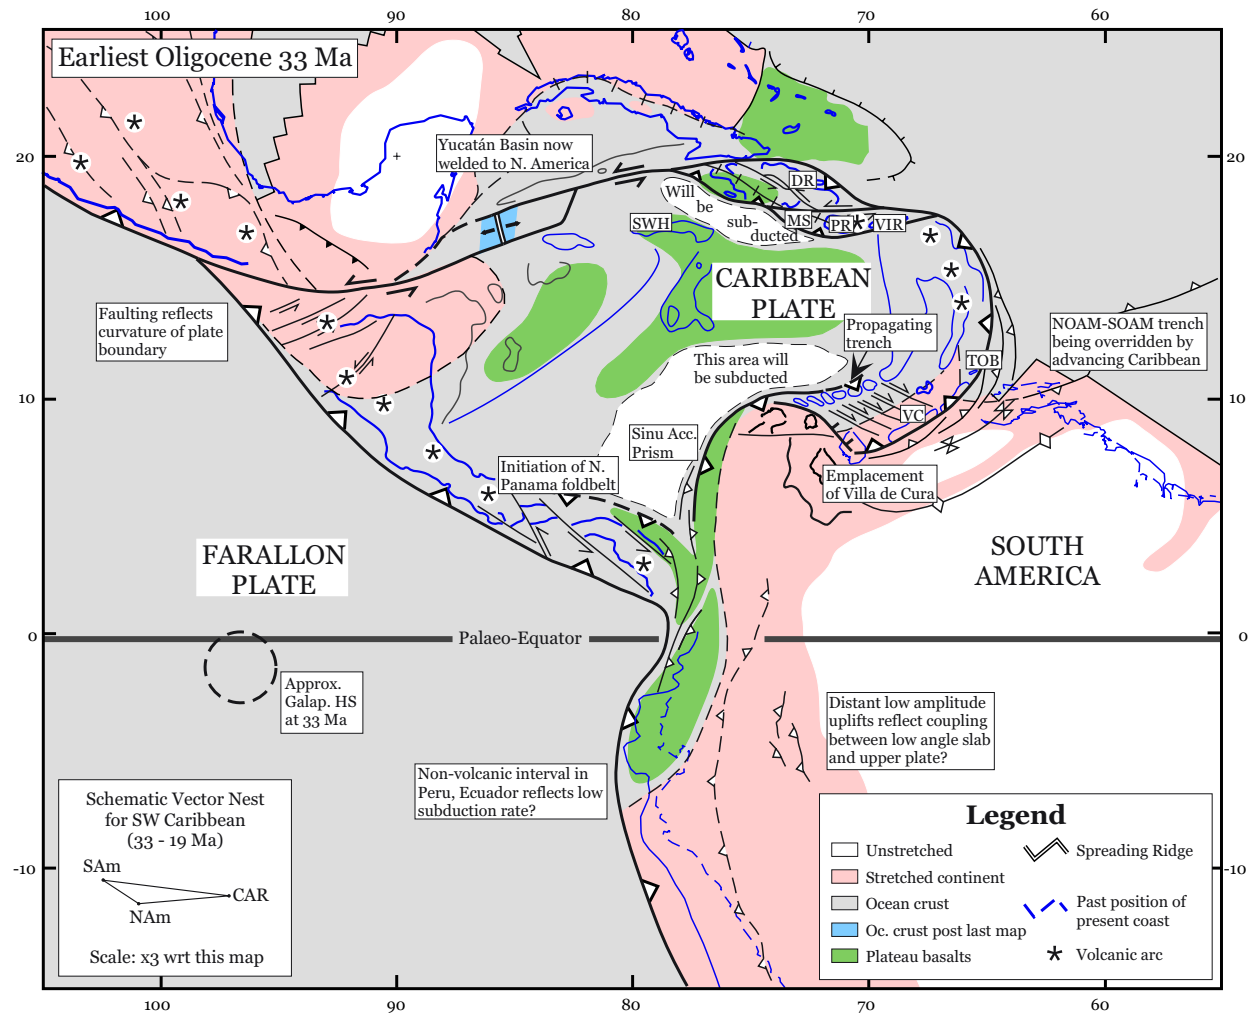 100
90
80
70
60
Earliest Oligocene 33 Ma
20
20
Yucatán Basin now
welded to N. America
DR
Will
be
sub-
ducted
SWH
MS
PR
VIR
CARIBBEAN
PLATE
Faulting reflects
curvature of plate
boundary
Propagating
trench
NOAM-SOAM trench
being overridden by
advancing Caribbean
This area will
be subducted
TOB
10
10
VC
Sinu Acc.
Prism
Initiation of N.
Panama foldbelt
Emplacement
of Villa de Cura
FARALLON
PLATE
SOUTH
AMERICA
0
Palaeo-Equator
0
Approx.
Galap. HS
at 33 Ma
Distant low amplitude
uplifts reflect coupling
between low angle slab
and upper plate?
Non-volcanic interval in
Peru, Ecuador reflects low
subduction rate?
Schematic Vector Nest
for SW Caribbean
(33 - 19 Ma)
SAm
CAR
NAm
Scale: x3 wrt this map
Legend
Unstretched
Spreading Ridge
Stretched continent
Ocean crust
Past position of
present coast
Oc. crust post last map
Plateau basalts
Volcanic arc
-10
-10
100
90
80
70
60